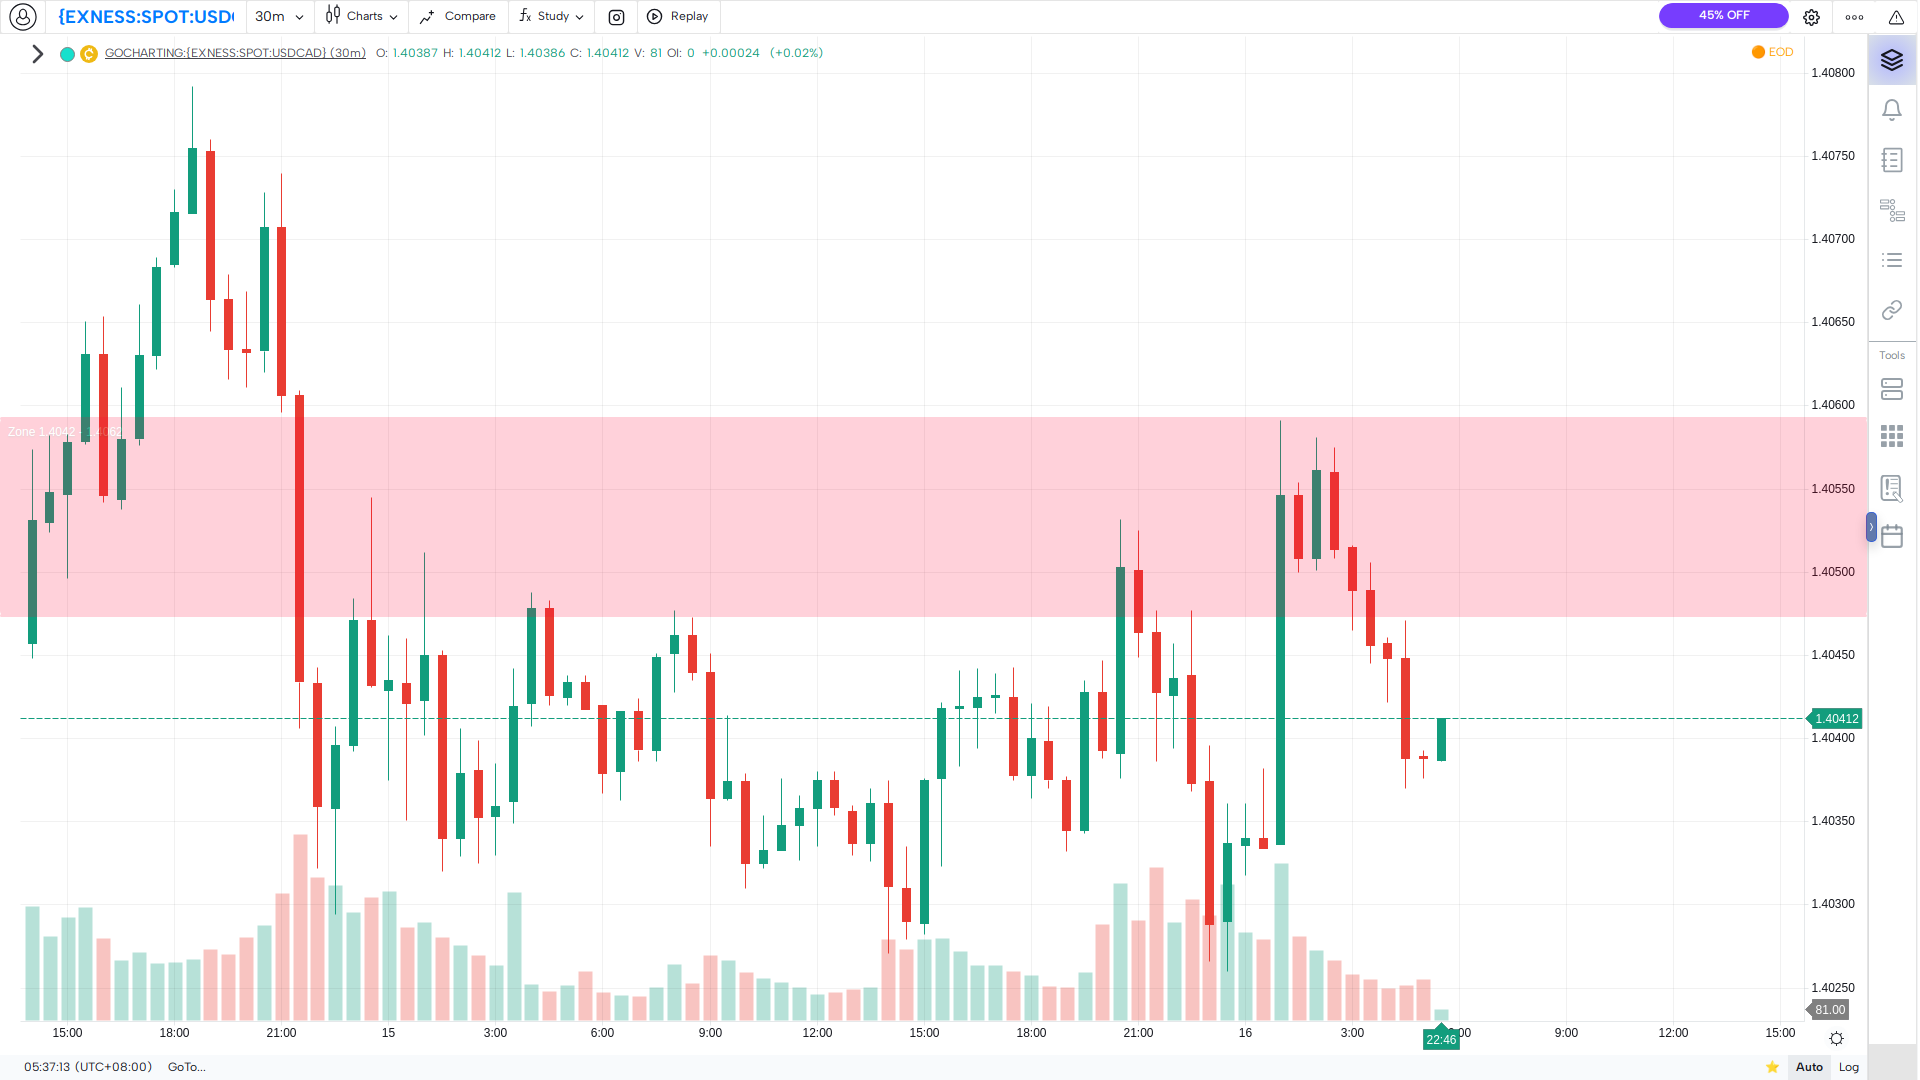 {EXNESS:SPOT:USD
30m
Charts
Compare
Study
Replay
45% OFF
GOCHARTING:{EXNESS:SPOT:USDCAD} (30m) O: 1.40387 H: 1.40412 L: 1.40386 C: 1.40412 V: 81 OI: 0 +0.00024 (+0.02%)
EOD
1.40800
1.40750
1.40700
1.40650
1.40600
1.40550
1.40500
1.40450
1.40412
1.40400
1.40350
1.40300
1.40250
81.00
Zone 1.4042 - 1.4062
Tools
15:00 18:00 21:00 15 3:00 6:00 9:00 12:00 15:00 18:00 21:00 16 3:00 9:00 12:00 15:00
22:46
05:37:13 (UTC+08:00) GoTo...
Auto Log